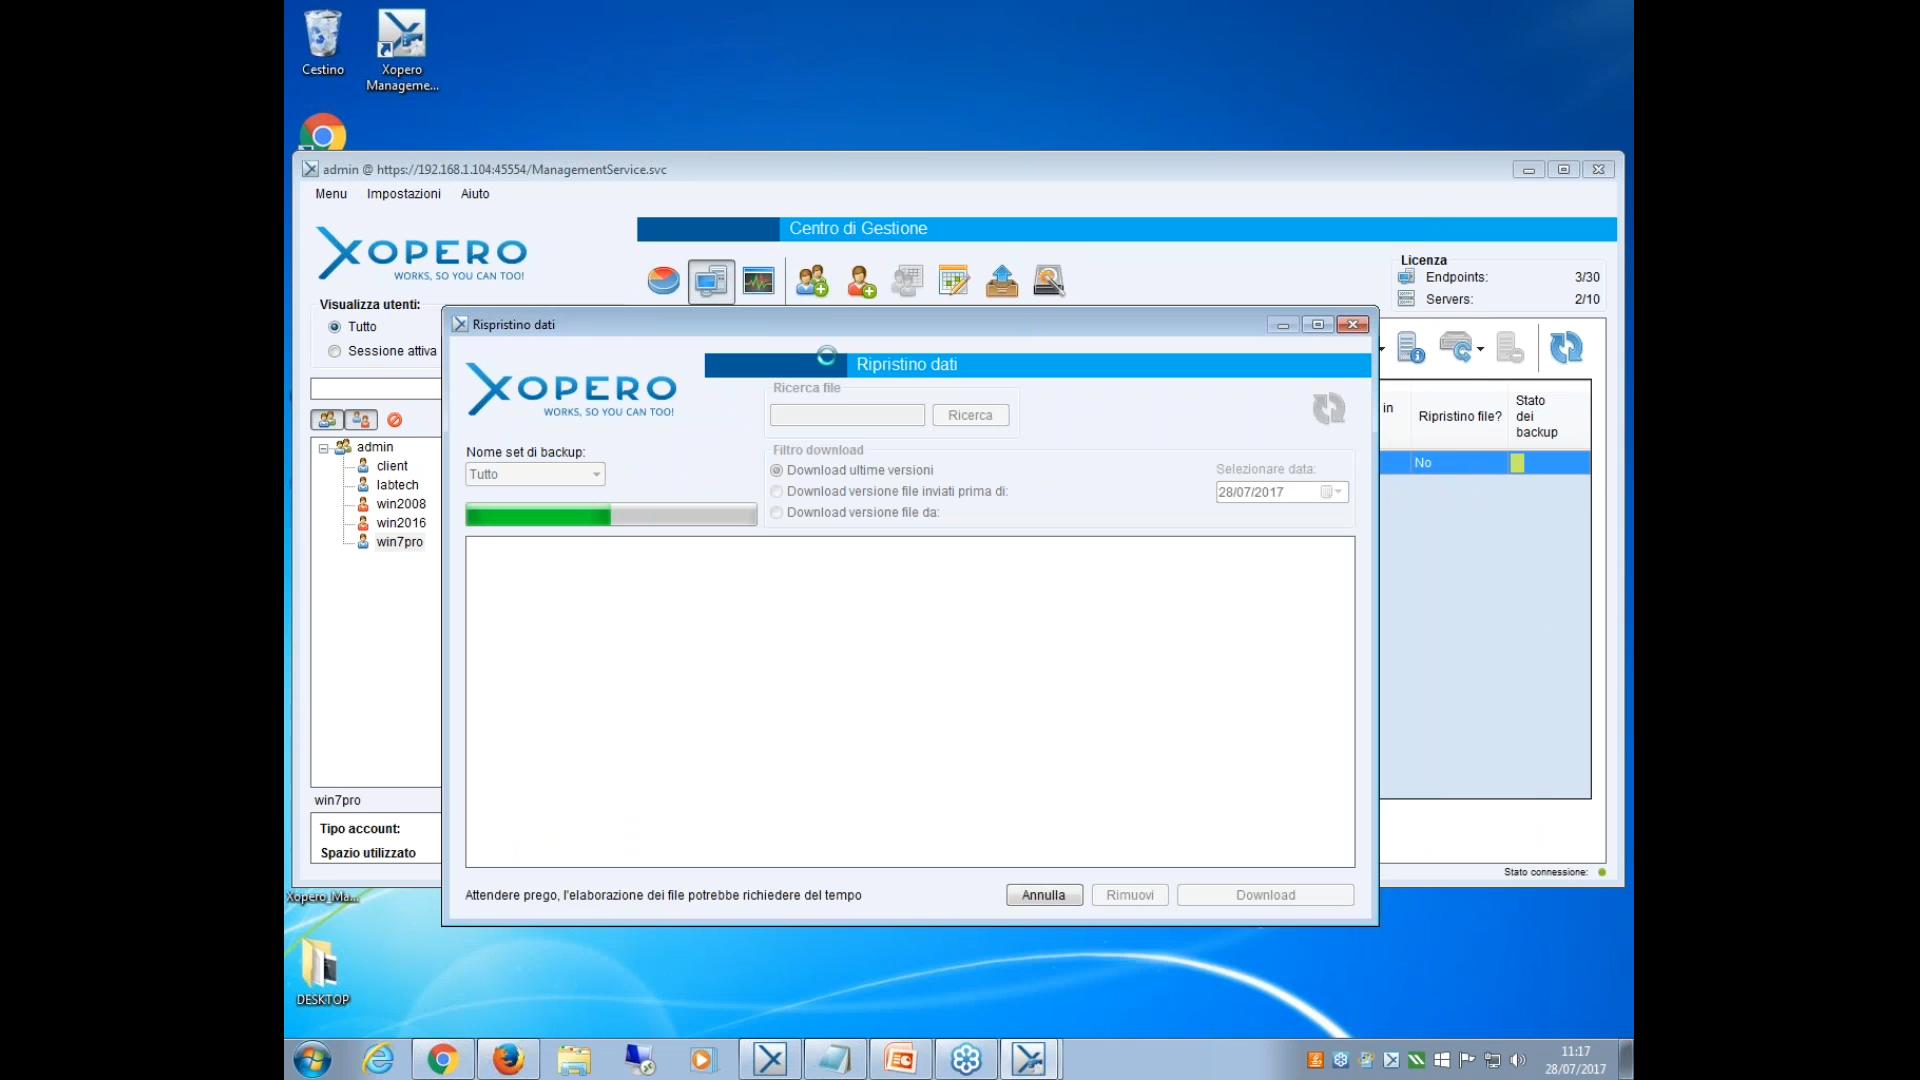 Cestino
Xopero
Manageme...
admin @ https://192.168.1.104:45554/ManagementService.svc
Menu Impostazioni Aiuto
Centro di Gestione
XOPERO
WORKS, SO YOU CAN TOO!
Licenza
Endpoints: 3/30
Servers: 2/10
Visualizza utenti:
Tutto
Sessione attiva
Rispristino dati
Ripristino dati
XOPERO
WORKS, SO YOU CAN TOO!
Ricerca file
Ricerca
Nome set di backup:
Tutto
Filtro download
Download ultime versioni
Download versione file inviati prima di:
Download versione file da:
Selezionare data:
28/07/2017
in
Ripristino file?
Stato
dei
backup
No
admin
client
labtech
win2008
win2016
win7pro
win7pro
Tipo account:
Spazio utilizzato
Attendere prego, l'elaborazione dei file potrebbe richiedere del tempo
Annulla
Rimuovi
Download
Stato connessione:
Xopero_Ma...
DESKTOP
11:17
28/07/2017